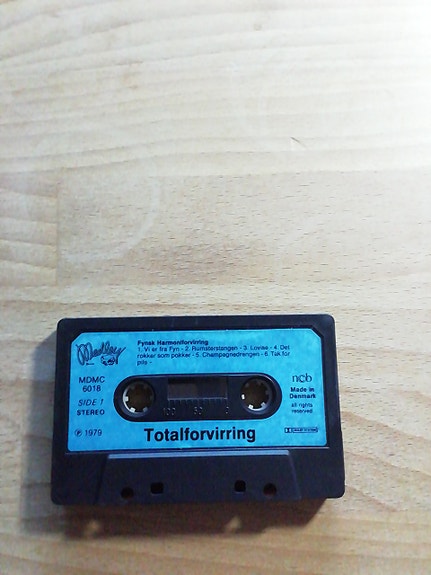 Medley
Fynsk Harmoniforvirring
1. Vi er fra Fyn - 2. Rumsterstangen - 3. Lovise - 4. Det
rokker som pokker - 5. Champagnedrengen - 6. Tak for
pils -
MDMC
6018
SIDE 1
STEREO
℗ 1979
100 50 0
ncb
Made in
Denmark
all rights
reserved
Totalforvirring